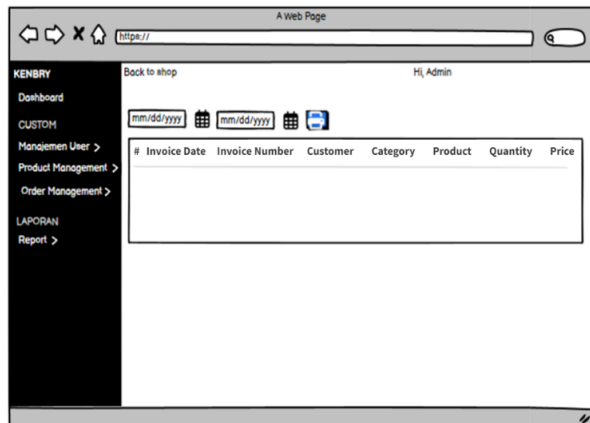 A Web Page
https://
KENBRY
Back to shop
Hi, Admin
Dashboard
CUSTOM
Manajemen User >
Product Management >
Order Management >
LAPORAN
Report >
mm/dd/yyyy mm/dd/yyyy
# Invoice Date Invoice Number Customer Category Product Quantity Price